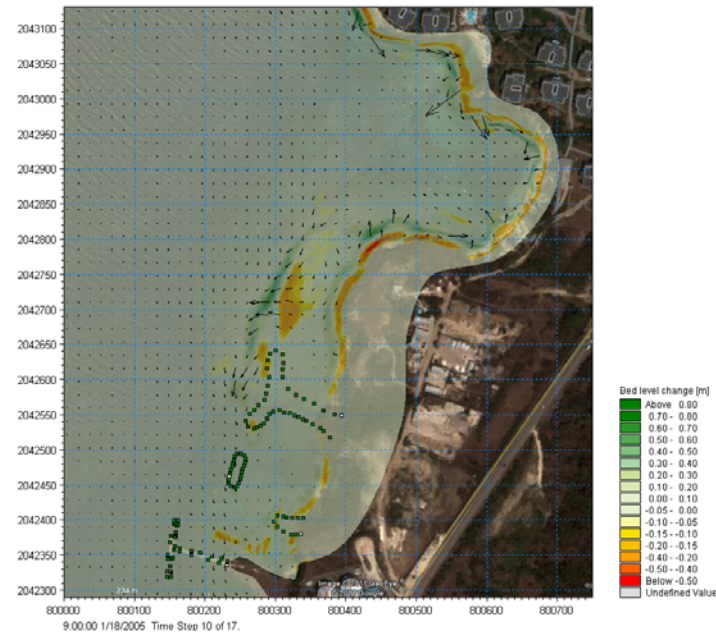 2043100
2043050
2043000
2042950
2042900
2042850
2042800
2042750
2042700
2042650
2042600
2042550
2042500
2042450
2042400
2042350
2042300
800000 800100 800200 800300 800400 800500 800600 800700
9:00:00 1/18/2005 Time Step 10 of 17.
Bed level change [m]
Above 0.80
0.70 - 0.80
0.60 - 0.70
0.50 - 0.60
0.40 - 0.50
0.30 - 0.40
0.20 - 0.30
0.10 - 0.20
0.00 - 0.10
-0.05 - 0.00
-0.10 - -0.05
-0.15 - -0.10
-0.20 - -0.15
-0.40 - -0.20
-0.50 - -0.40
Below -0.50
Undefined Value